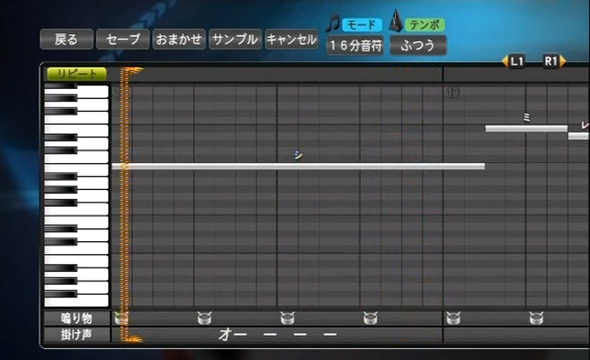 モード テンポ
戻る セーブ おまかせ サンプル キャンセル 16分音符 ふつう
L1 R1
リピート
ミ
レ
シ
鳴り物
掛け声 オー ー ー ー